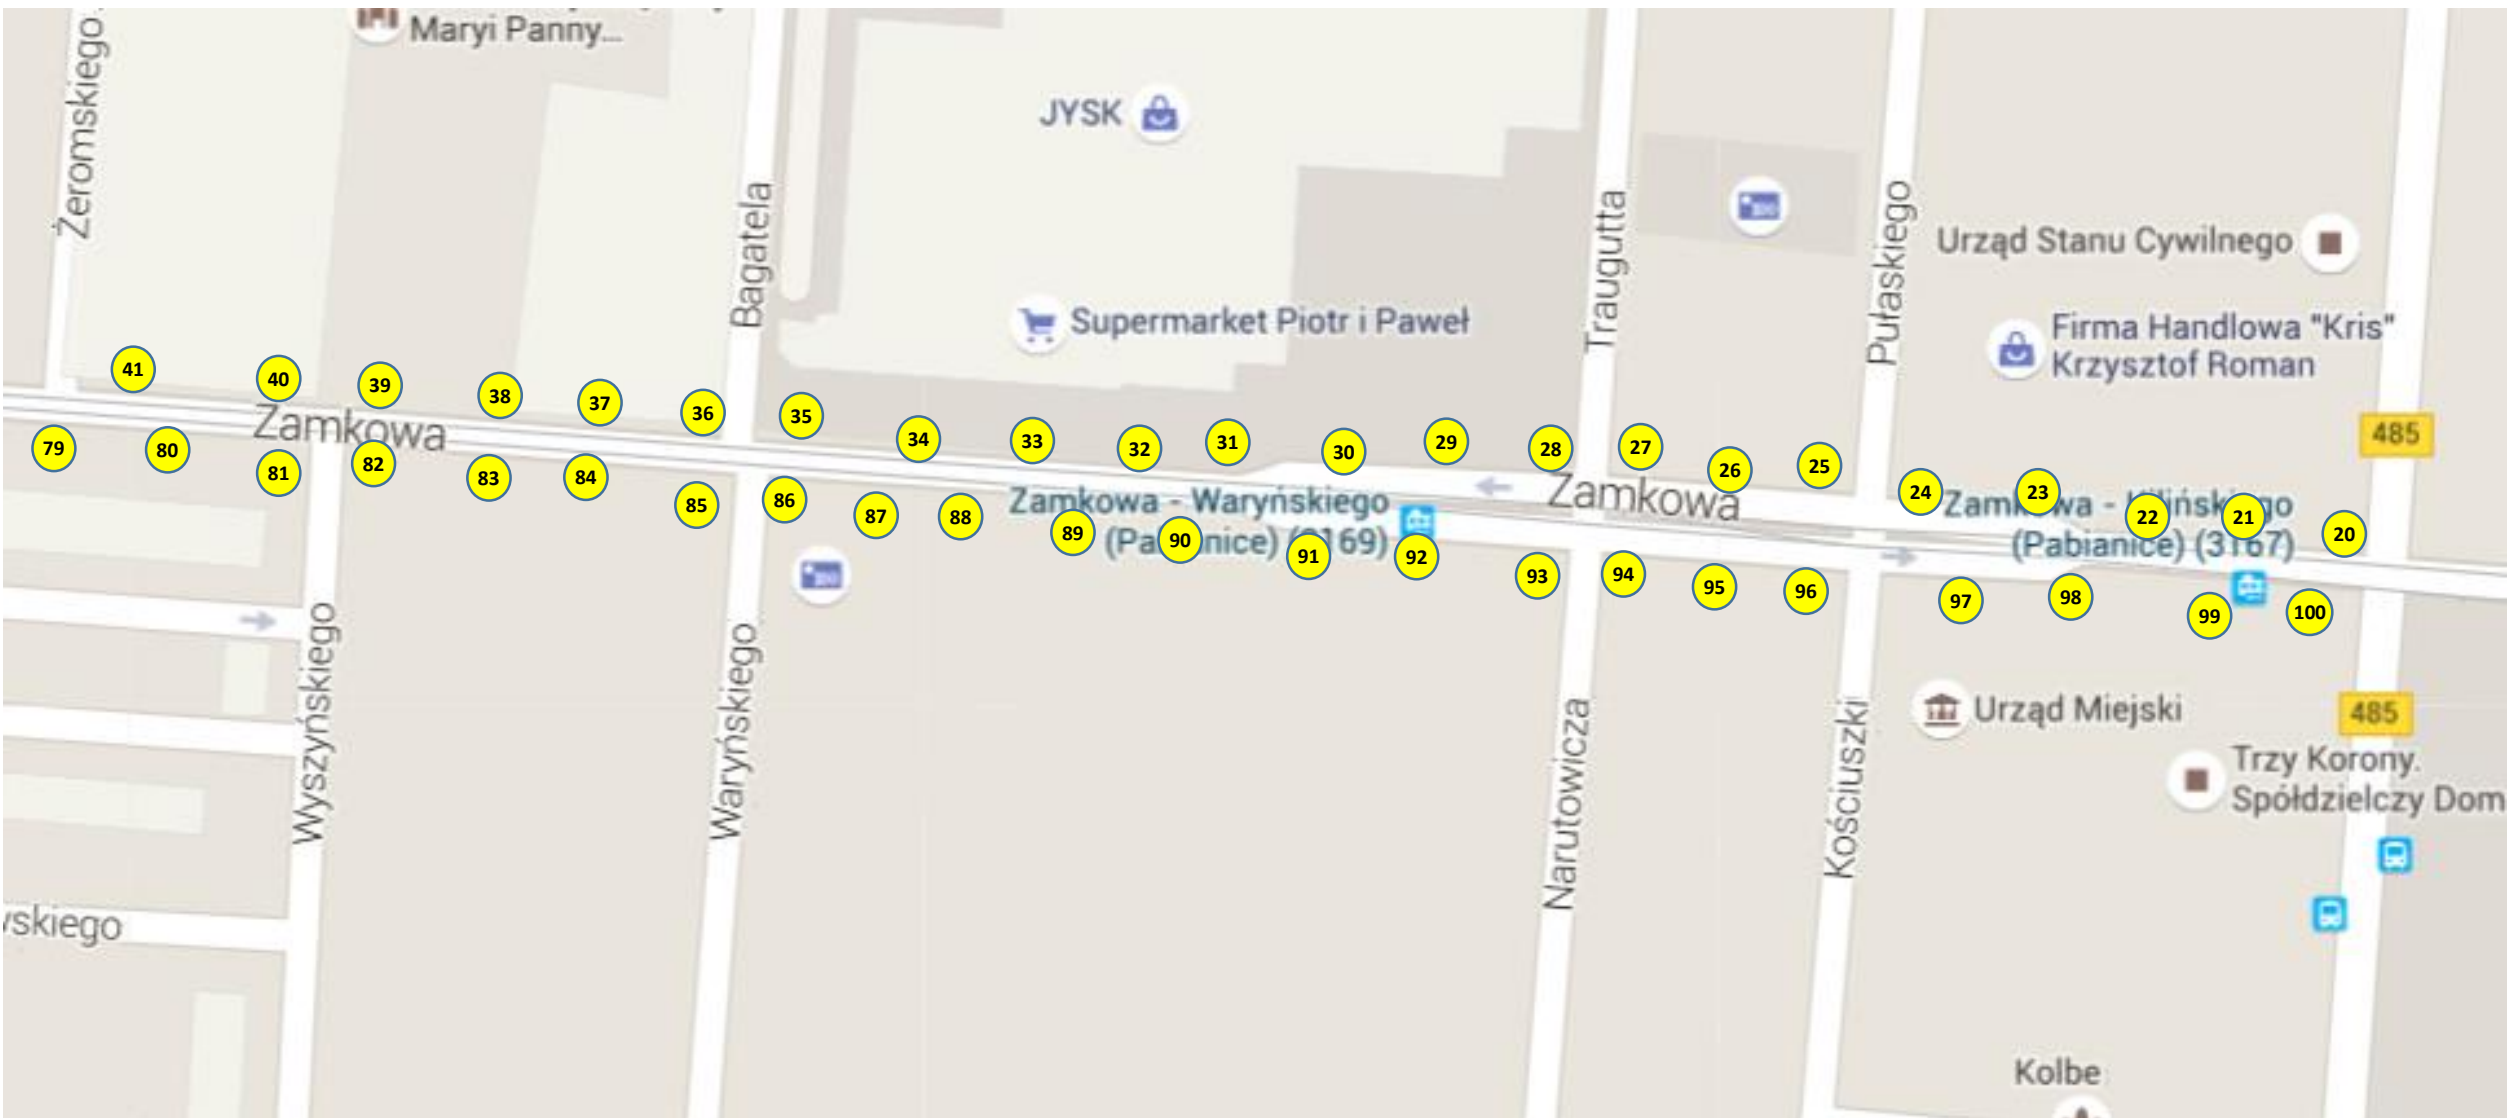 Żeromskiego
Maryi Panny...
Bagatela
JYSK
Traugutta
Pułaskiego
Urząd Stanu Cywilnego
Supermarket Piotr i Paweł
Firma Handlowa "Kris"
Krzysztof Roman
485
41 40 39 38 37 36 35 34 33 32 31 30 29 28 27 26 25 24 23 22 21 20
Zamkowa
Zamkowa
79 80 81 82 83 84 85 86 87 88 89 90 91 92 93 94 95 96 97 98 99 100
Zamkowa - Waryńskiego
(Pabianice)
Zamkowa -
(Pabianice) (3167)
Wyszyńskiego
Waryńskiego
Narutowicza
Kościuszki
Urząd Miejski
485
Trzy Korony.
Spółdzielczy Dom
wskiego
Kolbe